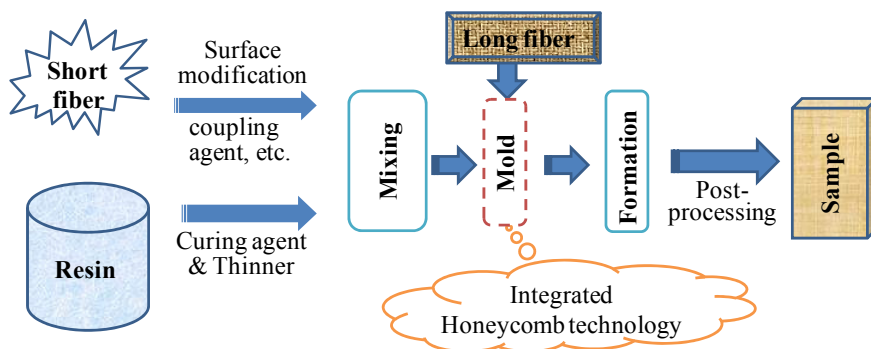 Short
fiber
Surface
modification
coupling
agent, etc.
Resin
Curing agent
& Thinner
Mixing
Long fiber
Mold
Formation
Post-
processing
Sample
Integrated
Honeycomb technology